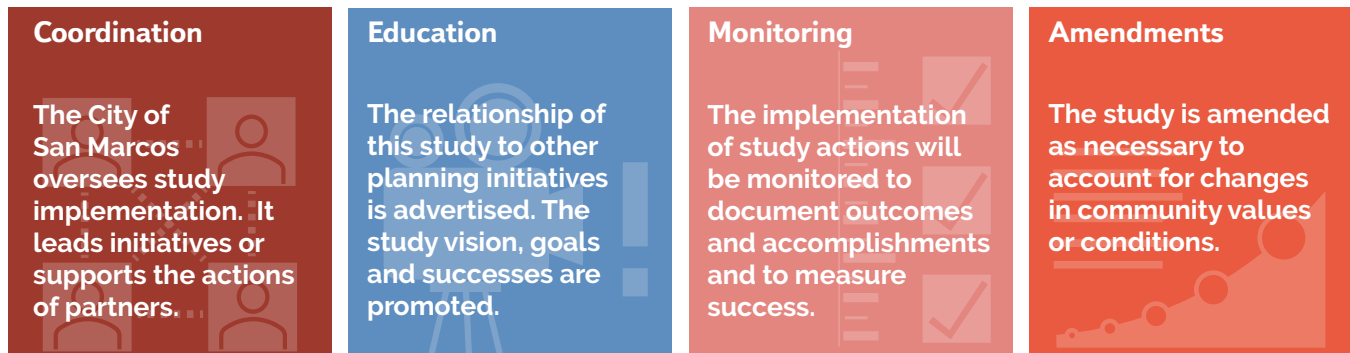 Coordination
The City of
San Marcos
oversees study
implementation.  It
leads initiatives or
supports the actions
of partners.
Education
The relationship of
this study to other
planning initiatives
is advertised. The
study vision, goals
and successes are
promoted.
Monitoring
The implementation
of study actions will
be monitored to
document outcomes
and accomplishments
and to measure
success.
Amendments
The study is amended
as necessary to
account for changes
in community values
or conditions.